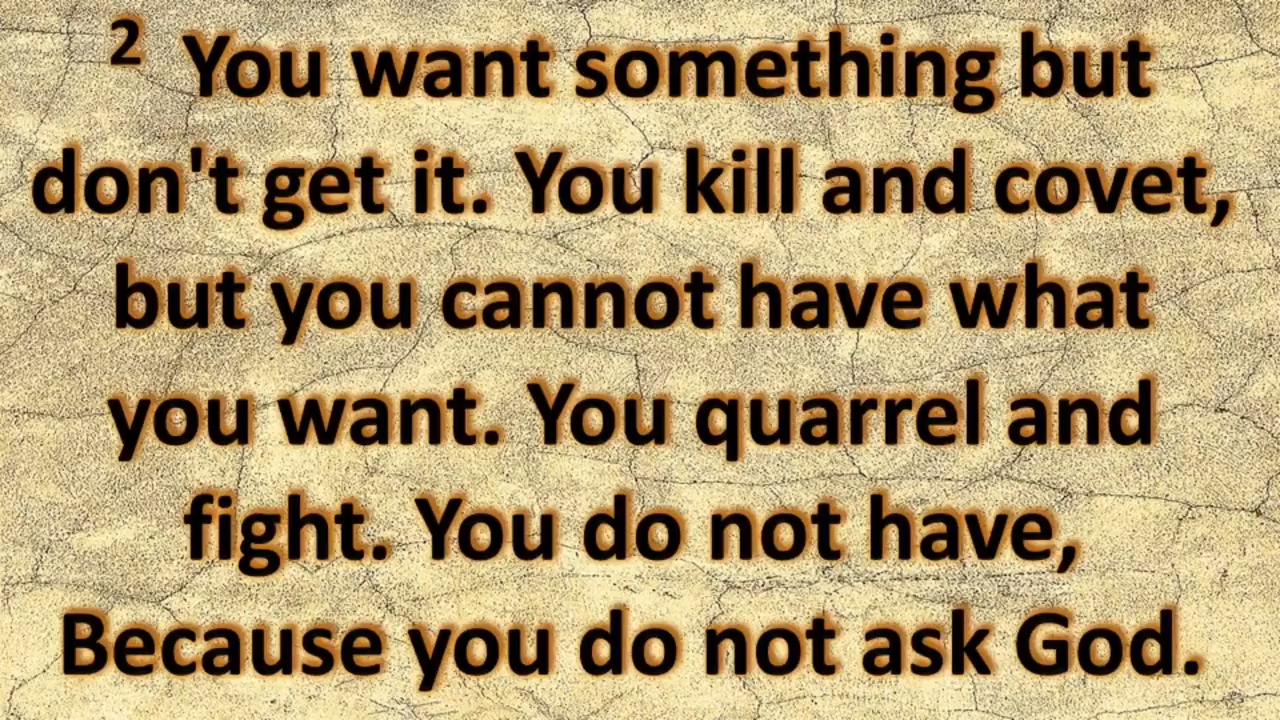 2 You want something but
don't get it. You kill and covet,
but you cannot have what
you want. You quarrel and
fight. You do not have,
Because you do not ask God.